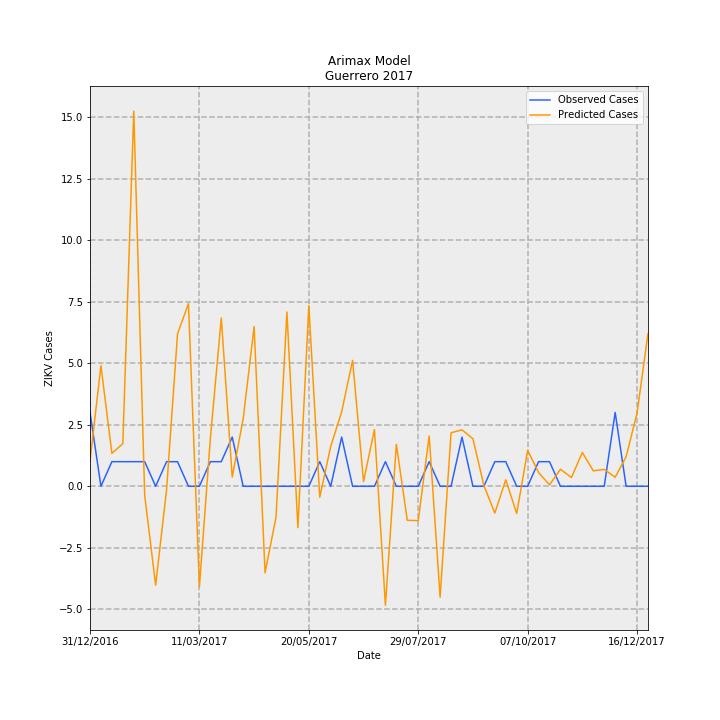 Arimax Model
Guerrero 2017
Observed Cases
Predicted Cases
15.0
12.5
10.0
7.5
5.0
2.5
0.0
−2.5
−5.0
ZIKV Cases
31/12/2016 11/03/2017 20/05/2017 29/07/2017 07/10/2017 16/12/2017
Date